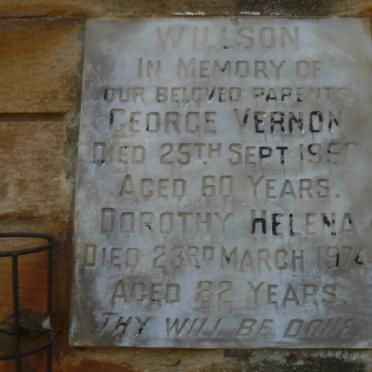 WILLSON
IN MEMORY OF
OUR BELOVED PARENTS
GEORGE VERNON
DIED 25TH SEPT
AGED 60 YEARS.
DOROTHY HELENA
DIED 23RD MARCH 1974
AGED 82 YEARS.
THY WILL BE DONE